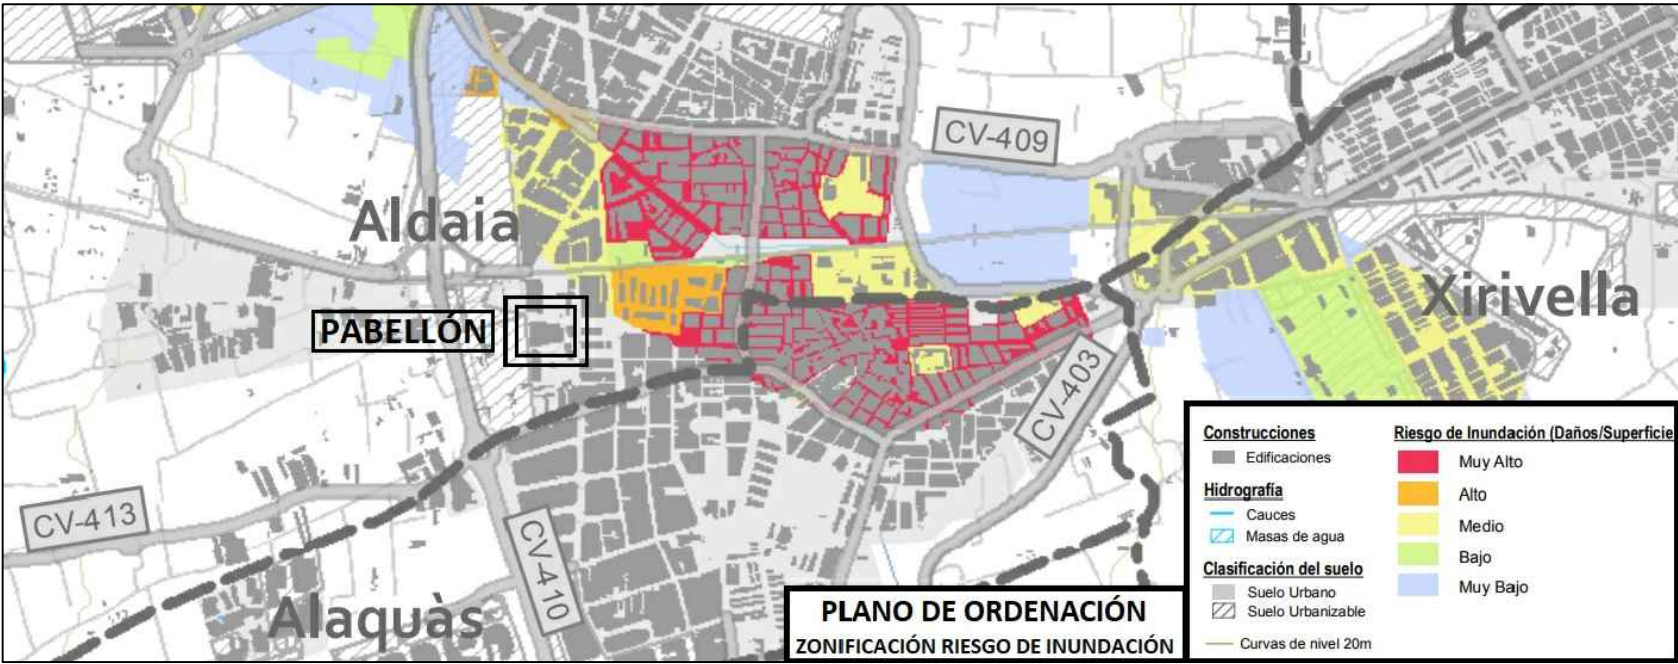 CV-409
Aldaia
Xirivella
PABELLÓN
CV-403
CV-413
CV-410
Alaquàs
PLANO DE ORDENACIÓN
ZONIFICACIÓN RIESGO DE INUNDACIÓN
Construcciones
Edificaciones
Hidrografía
Cauces
Masas de agua
Clasificación del suelo
Suelo Urbano
Suelo Urbanizable
Curvas de nivel 20m
Riesgo de Inundación (Daños/Superficie
Muy Alto
Alto
Medio
Bajo
Muy Bajo